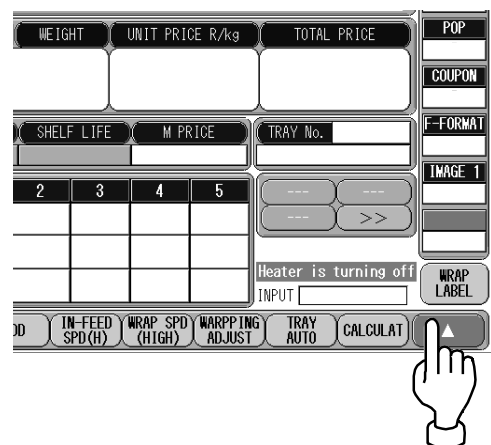 WEIGHT
UNIT PRICE R/kg
TOTAL PRICE
POP
COUPON
F-FORMAT
IMAGE 1
SHELF LIFE
M PRICE
TRAY No.
2 3 4 5
--- ---
--- >>
Heater is turning off
INPUT
WRAP
LABEL
OD
IN-FEED
SPD(H)
WRAP SPD
(HIGH)
WARPPING
ADJUST
TRAY
AUTO
CALCULAT
▲